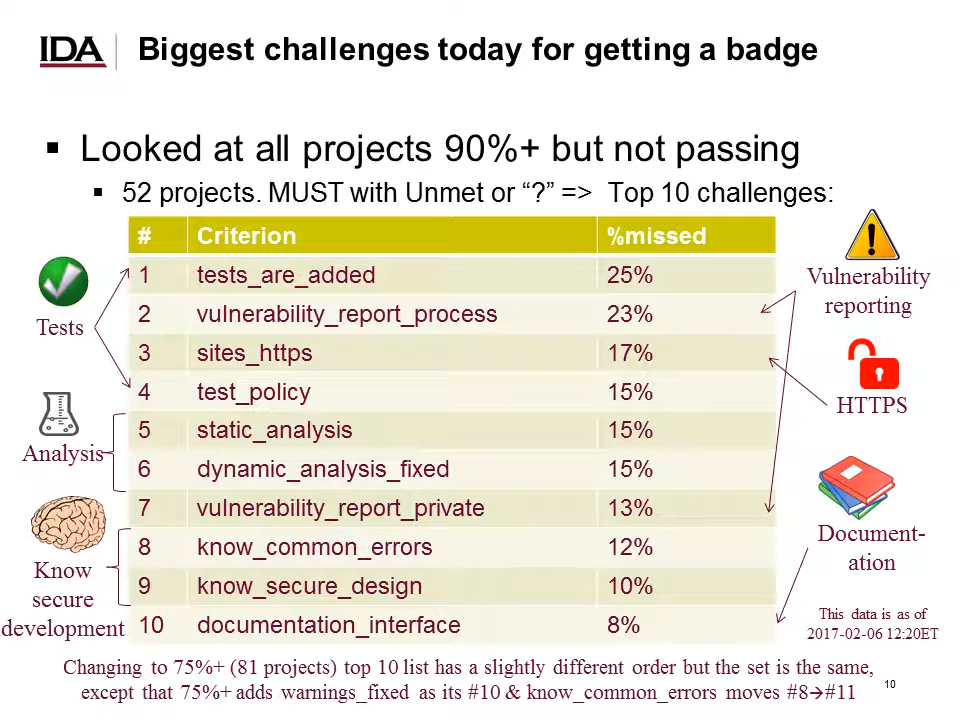 IDA
Biggest challenges today for getting a badge
▪ Looked at all projects 90%+ but not passing
▪ 52 projects. MUST with Unmet or “?” => Top 10 challenges:
# Criterion %missed
1 tests_are_added 25%
2 vulnerability_report_process 23%
3 sites_https 17%
4 test_policy 15%
5 static_analysis 15%
6 dynamic_analysis_fixed 15%
7 vulnerability_report_private 13%
8 know_common_errors 12%
9 know_secure_design 10%
10 documentation_interface 8%
Tests
Analysis
Know
secure
development
Vulnerability
reporting
HTTPS
Document-
ation
This data is as of
2017-02-06 12:20ET
Changing to 75%+ (81 projects) top 10 list has a slightly different order but the set is the same,
except that 75%+ adds warnings_fixed as its #10 & know_common_errors moves #8→#11
10